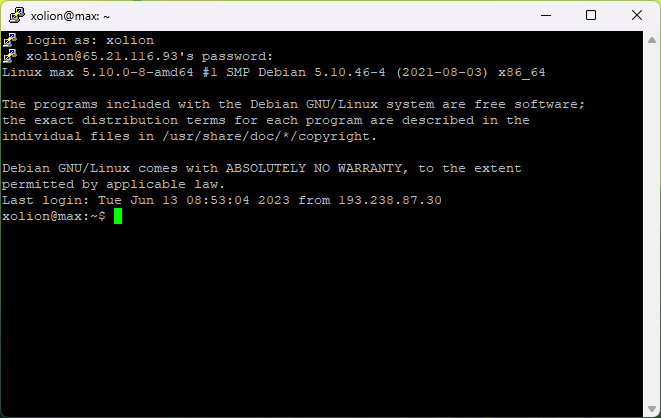 xolion@max: ~
login as: xolion
xolion@65.21.116.93's password:
Linux max 5.10.0-8-amd64 #1 SMP Debian 5.10.46-4 (2021-08-03) x86_64
The programs included with the Debian GNU/Linux system are free software;
the exact distribution terms for each program are described in the
individual files in /usr/share/doc/*/copyright.
Debian GNU/Linux comes with ABSOLUTELY NO WARRANTY, to the extent
permitted by applicable law.
Last login: Tue Jun 13 08:53:04 2023 from 193.238.87.30
xolion@max:~$